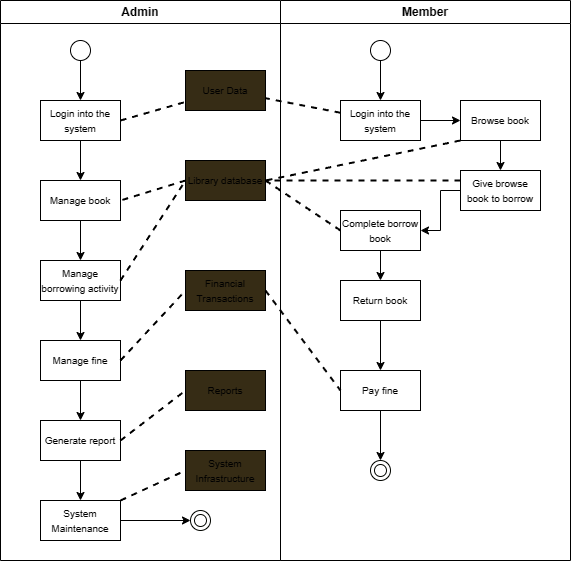 Admin
Member
Login into the
system
User Data
Login into the
system
Browse book
Manage book
Library database
Give browse
book to borrow
Complete borrow
book
Manage
borrowing activity
Financial
Transactions
Return book
Manage fine
Reports
Pay fine
Generate report
System
Infrastructure
System
Maintenance